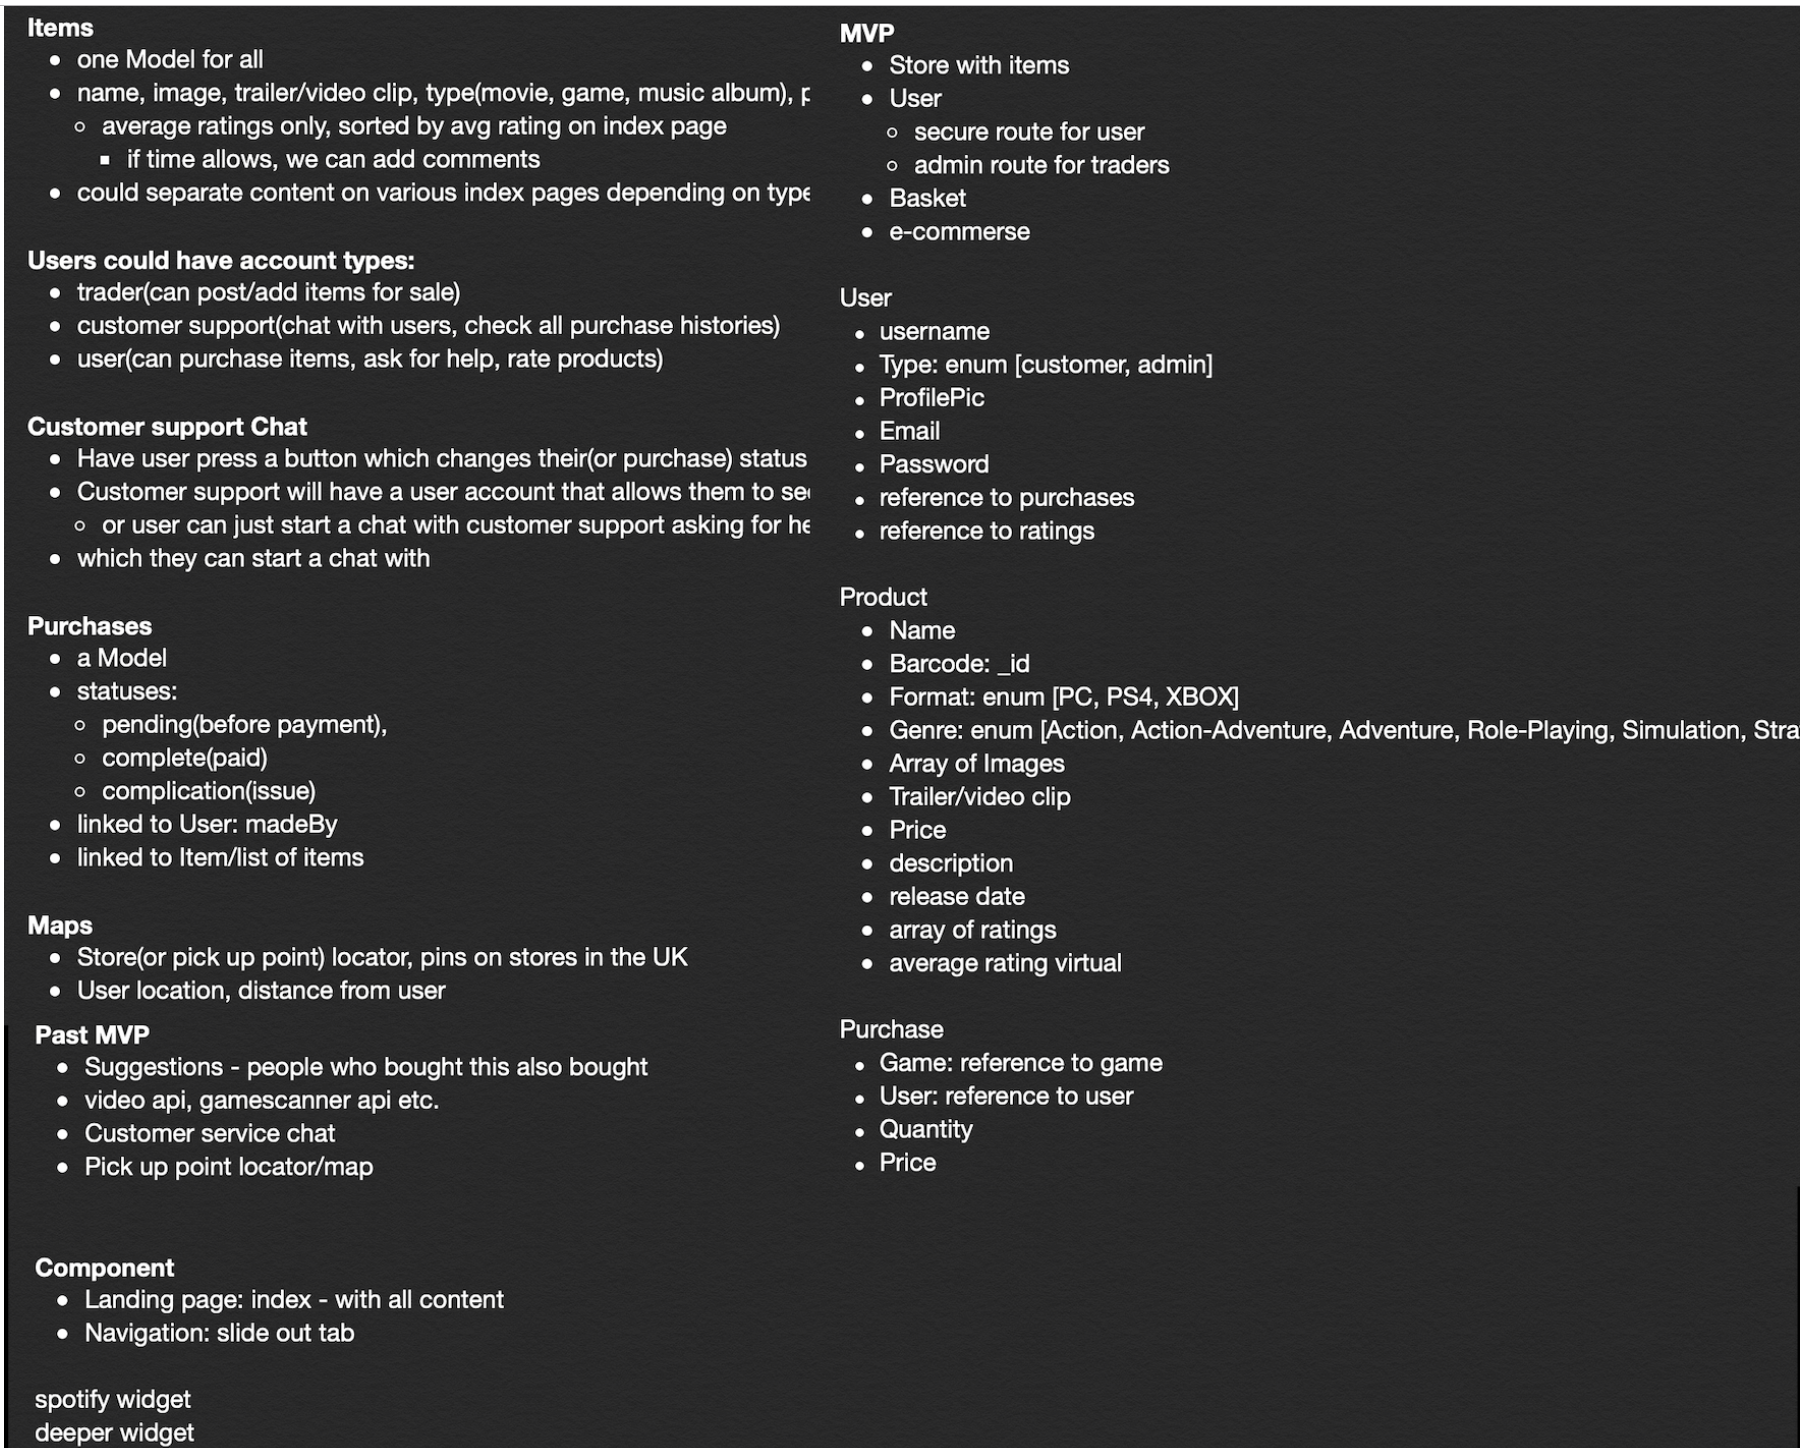 Items
one Model for all
name, image, trailer/video clip, type(movie, game, music album),
average ratings only, sorted by avg rating on index page
if time allows, we can add comments
could separate content on various index pages depending on type
Users could have account types:
trader(can post/add items for sale)
customer support(chat with users, check all purchase histories)
user(can purchase items, ask for help, rate products)
Customer support Chat
Have user press a button which changes their(or purchase) status
Customer support will have a user account that allows them to
or user can just start a chat with customer support asking for
which they can start a chat with
Purchases
a Model
statuses:
pending(before payment),
complete(paid)
complication(issue)
linked to User: madeBy
linked to Item/list of items
Maps
Store(or pick up point) locator, pins on stores in the UK
User location, distance from user
Past MVP
Suggestions - people who bought this also bought
video api, gamescanner api etc.
Customer service chat
Pick up point locator/map
Component
Landing page: index - with all content
Navigation: slide out tab
spotify widget
deeper widget
MVP
Store with items
User
secure route for user
admin route for traders
Basket
e-commerse
User
username
Type: enum [customer, admin]
ProfilePic
Email
Password
reference to purchases
reference to ratings
Product
Name
Barcode: _id
Format: enum [PC, PS4, XBOX]
Genre: enum [Action, Action-Adventure, Adventure, Role-Playing, Simulation,
Array of Images
Trailer/video clip
Price
description
release date
array of ratings
average rating virtual
Purchase
Game: reference to game
User: reference to user
Quantity
Price